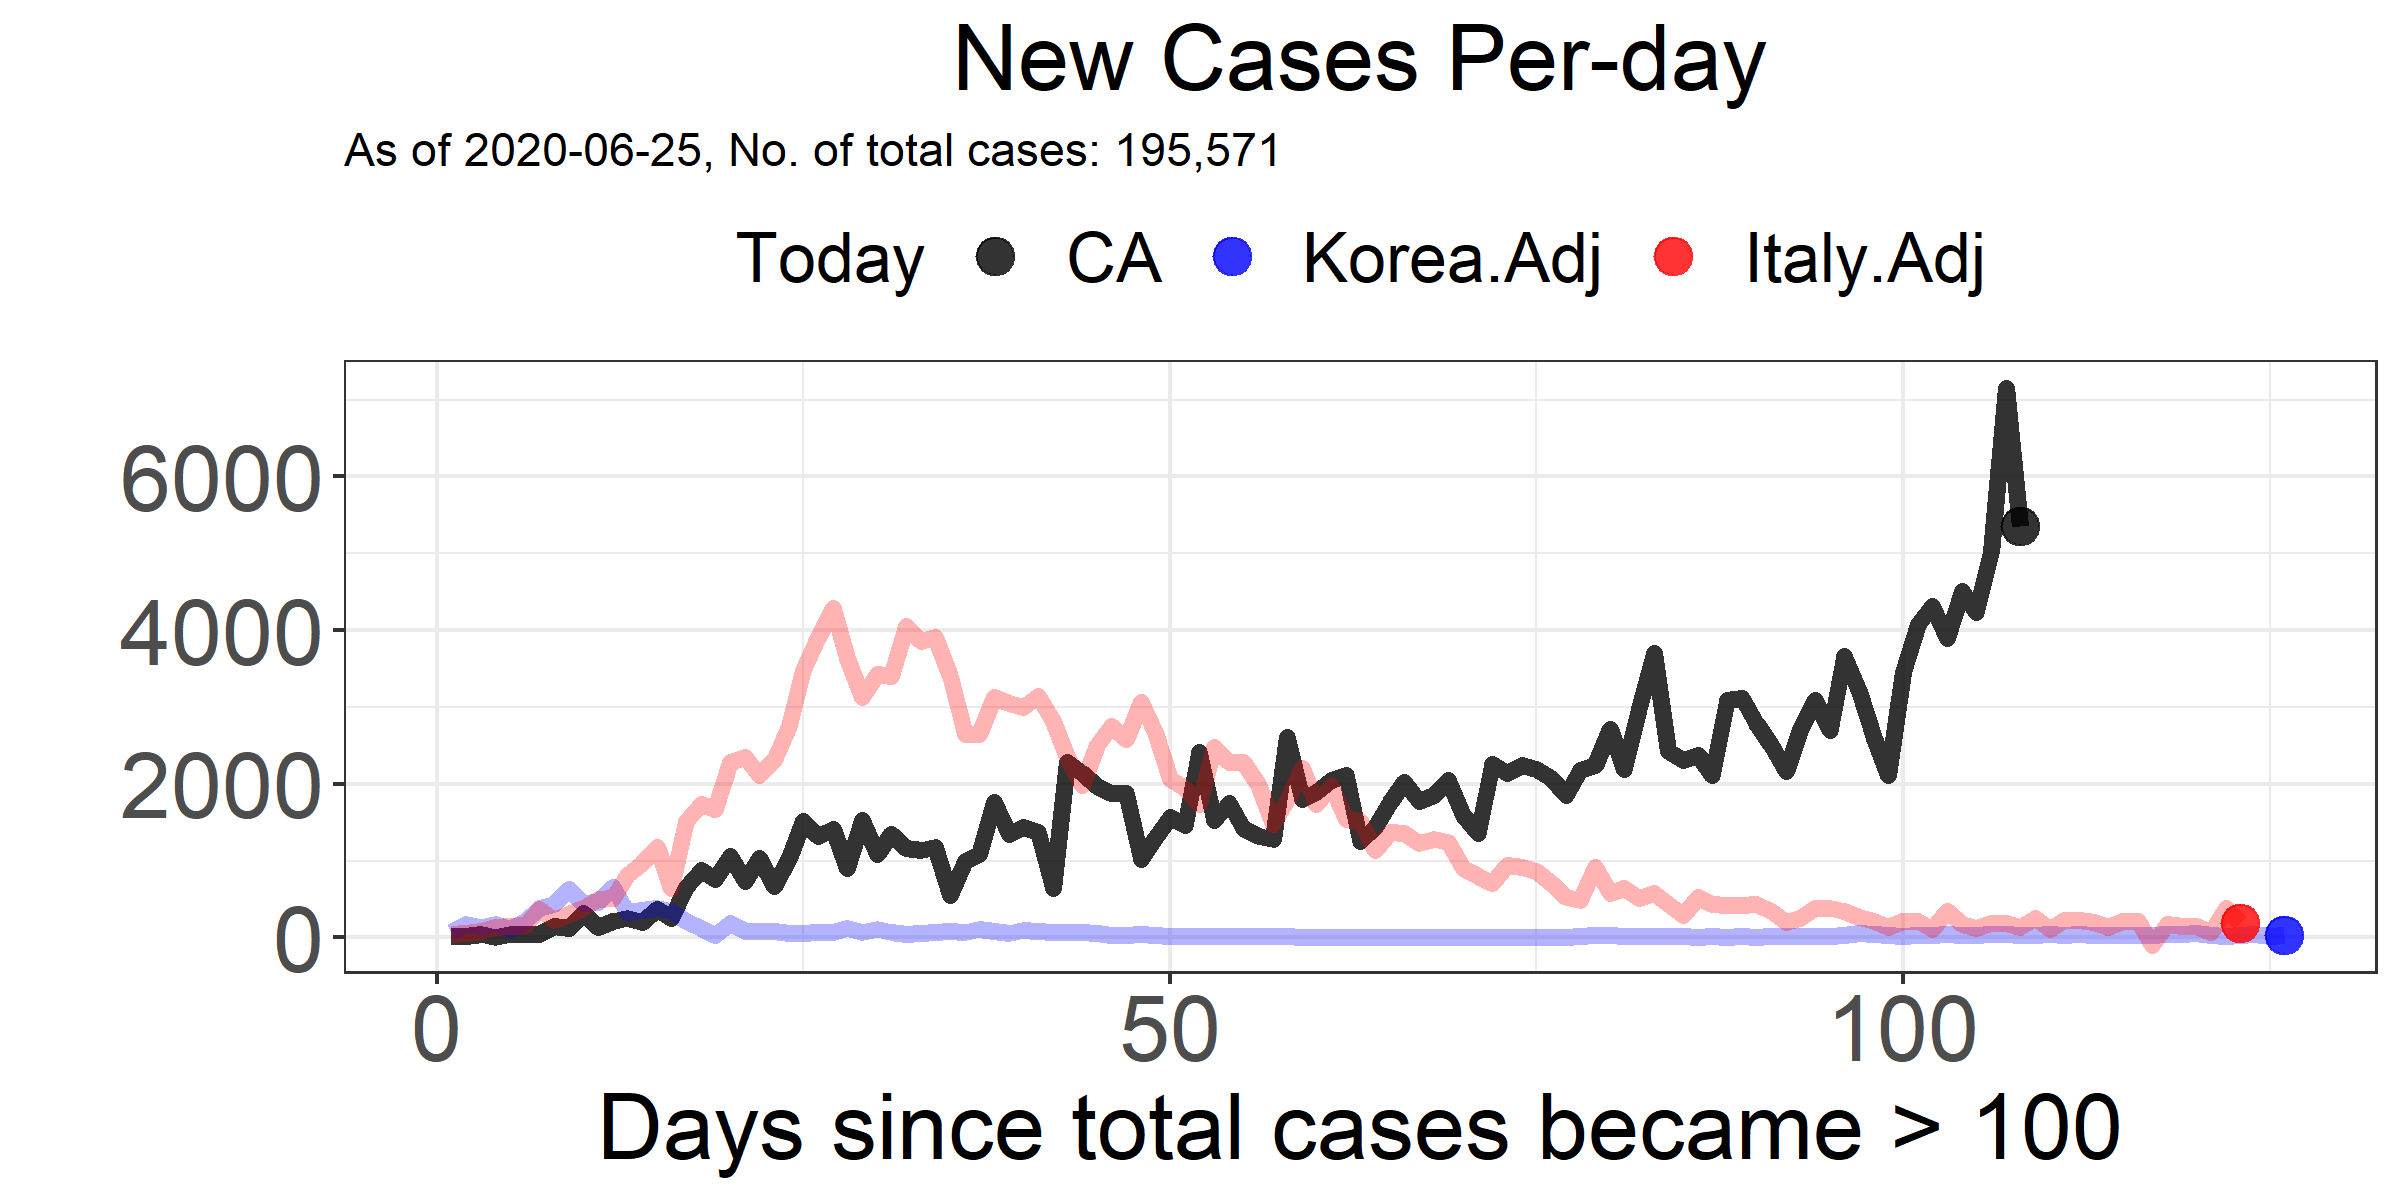 New Cases Per-day
As of 2020-06-25, No. of total cases: 195,571
Today CA Korea.Adj Italy.Adj
6000
4000
2000
0
0 50 100
Days since total cases became > 100